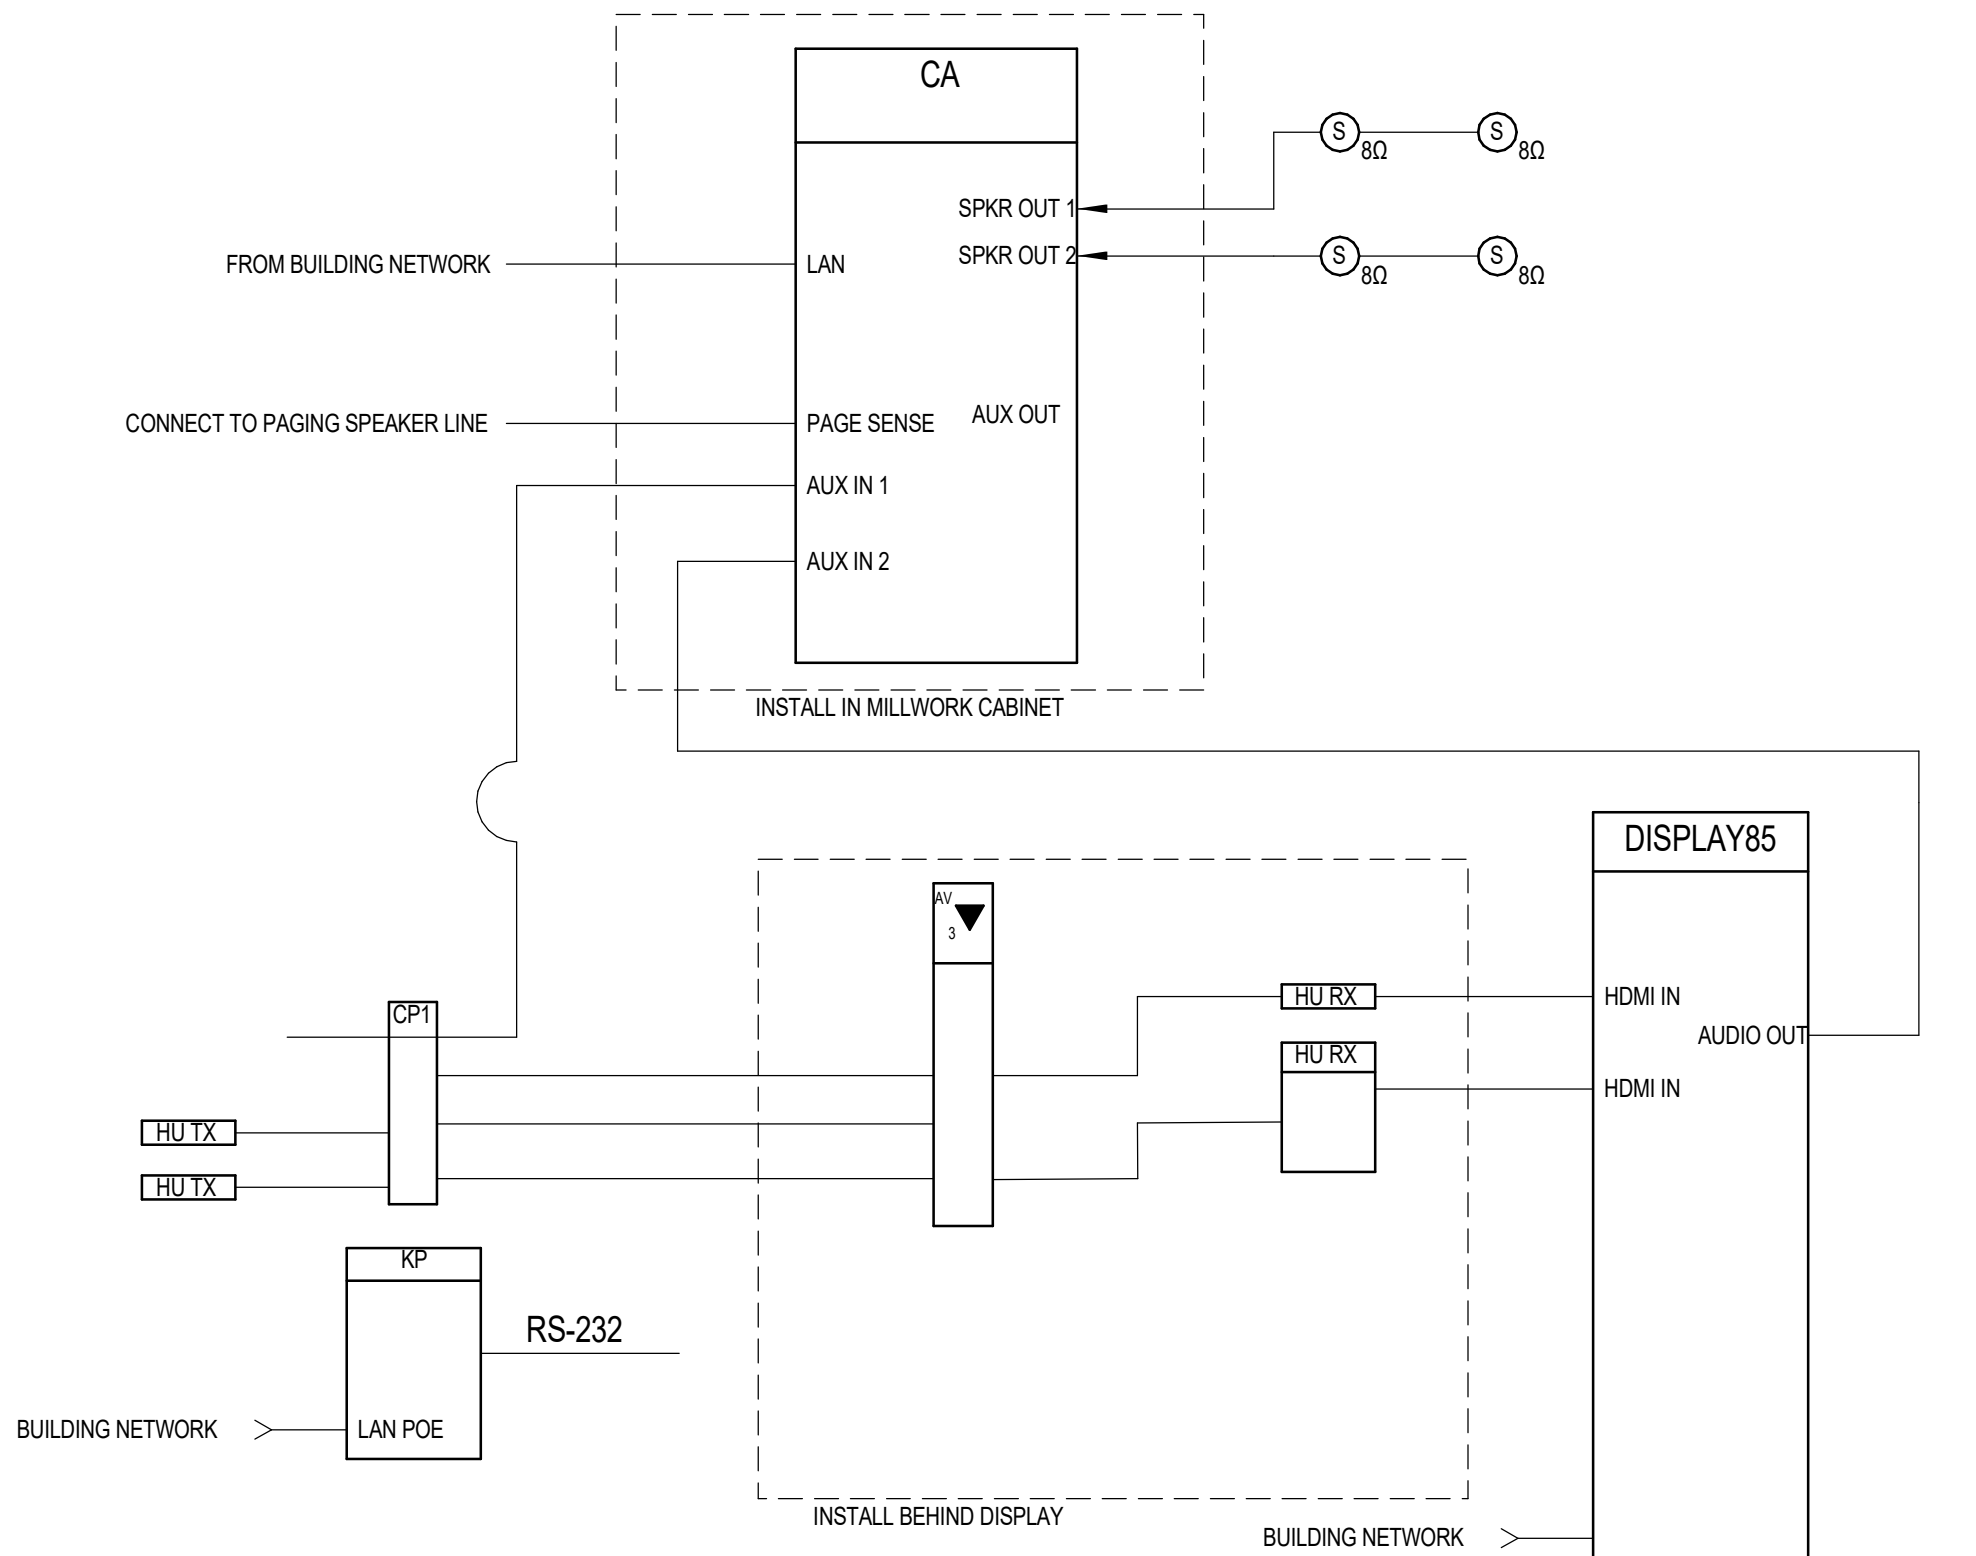 CA
S
8Ω
S
8Ω
SPKR OUT 1
SPKR OUT 2
S
8Ω
S
8Ω
FROM BUILDING NETWORK
LAN
CONNECT TO PAGING SPEAKER LINE
PAGE SENSE
AUX OUT
AUX IN 1
AUX IN 2
INSTALL IN MILLWORK CABINET
DISPLAY85
AV
3
HU RX
HDMI IN
CP1
AUDIO OUT
HU RX
HDMI IN
HU TX
HU TX
KP
RS-232
BUILDING NETWORK
LAN POE
INSTALL BEHIND DISPLAY
BUILDING NETWORK